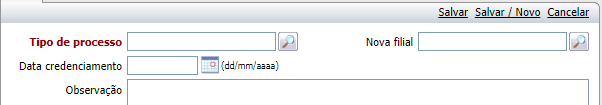 Salvar Salvar / Novo Cancelar
Tipo de processo Nova filial
Data credenciamento (dd/mm/aaaa)
Observação